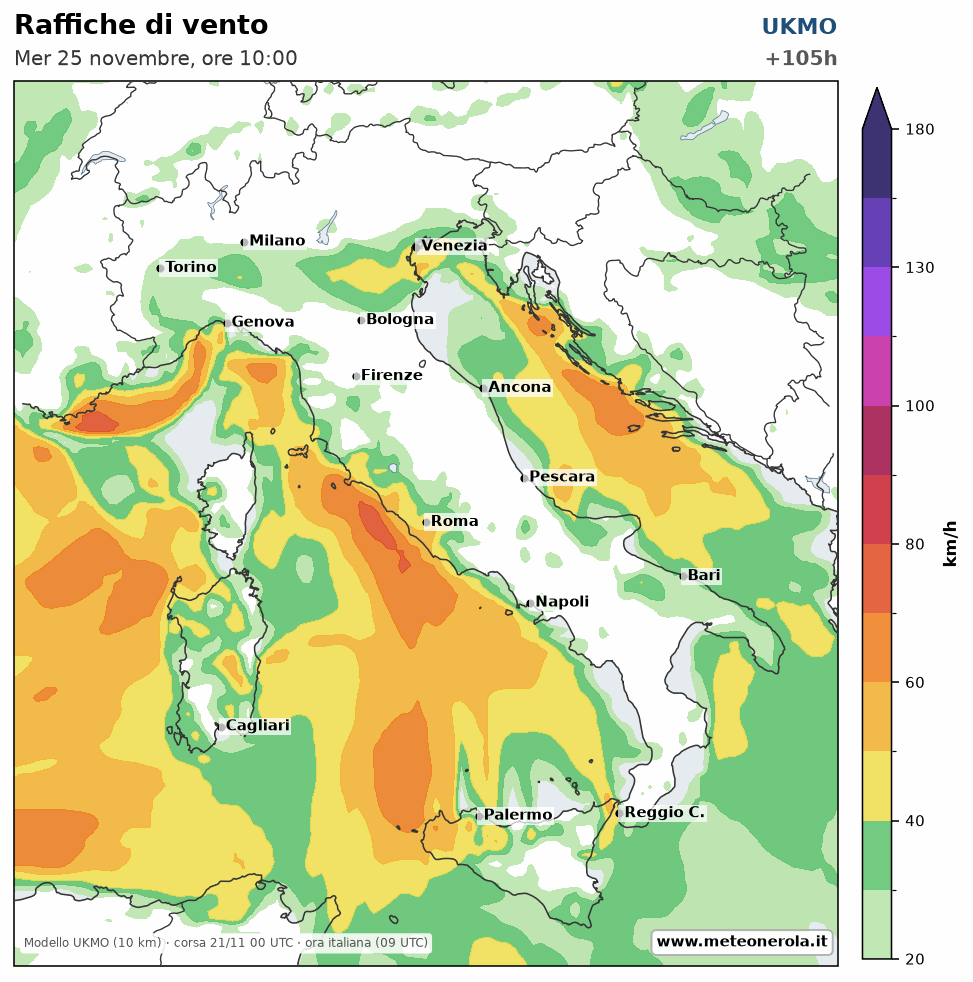 Raffiche di vento
UKMO
Mer 25 novembre, ore 10:00
+105h
180
Milano
Venezia
Torino
130
Genova
Bologna
Firenze
Ancona
100
Pescara
Roma
80
km/h
Bari
Napoli
60
Cagliari
Palermo
Reggio C.
40
Modello UKMO (10 km) · corsa 21/11 00 UTC · ora italiana (09 UTC)
www.meteonerola.it
20